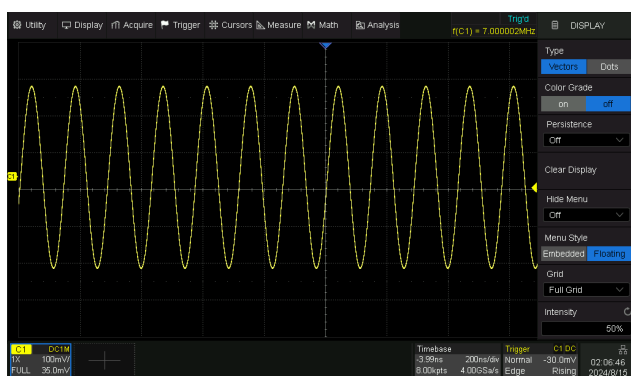 Utility Display Acquire Trigger Cursors Measure Math Analysis
Trig'd
f(C1) = 7.000002MHz
DISPLAY
Type
Vectors Dots
Color Grade
on off
Persistence
Off
Clear Display
Hide Menu
Off
Menu Style
Embedded Floating
Grid
Full Grid
Intensity
50%
C1
C1 DC1M
1X 100mV/
FULL 35.0mV
Timebase
-3.99ns 200ns/div
8.00kpts 4.00GSa/s
Trigger C1 DC
Normal -30.0mV
Edge Rising
02:06:46
2024/8/15